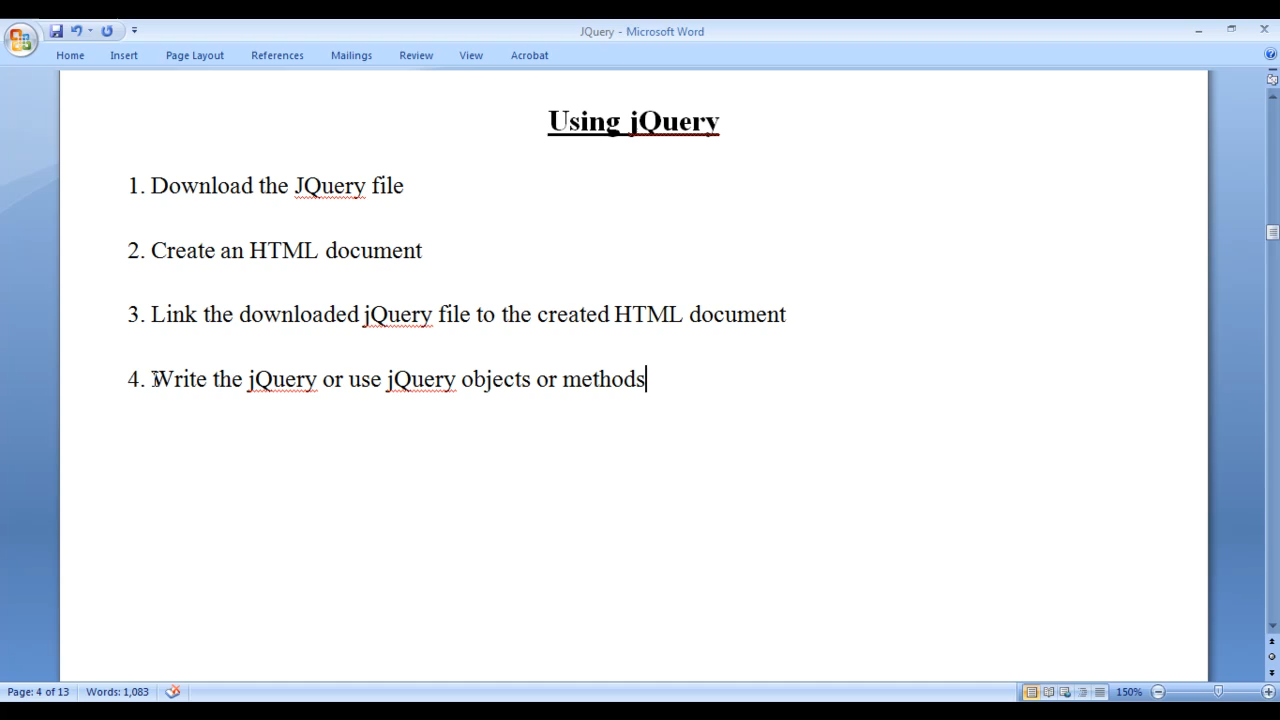 JQuery - Microsoft Word
Home Insert Page Layout References Mailings Review View Acrobat
Using jQuery
1. Download the JQuery file
2. Create an HTML document
3. Link the downloaded jQuery file to the created HTML document
4. Write the jQuery or use jQuery objects or methods
Page: 4 of 13 Words: 1,083 150%